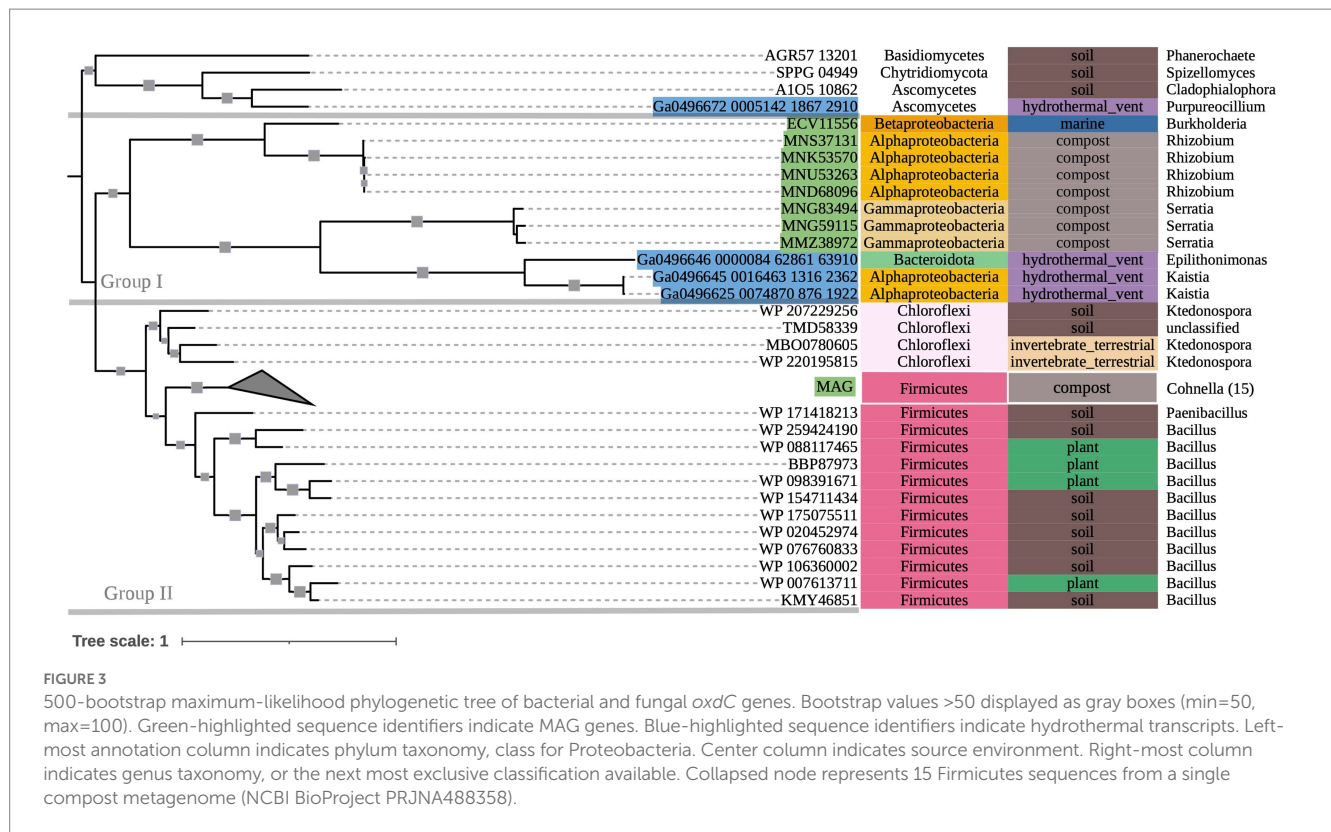 AGR57 13201 Basidiomycetes soil Phanerochaete
SPPG 04949 Chytridiomycota soil Spizellomyces
A1O5 10862 Ascomycetes soil Cladophialophora
Ga0496672 0005142 1867 2910 Ascomycetes hydrothermal_vent Purpureocillium
ECV11556 Betaproteobacteria marine Burkholderia
MNS37131 Alphaproteobacteria compost Rhizobium
MNK53570 Alphaproteobacteria compost Rhizobium
MNU53263 Alphaproteobacteria compost Rhizobium
MND68096 Alphaproteobacteria compost Rhizobium
MNG83494 Gammaproteobacteria compost Serratia
MNG59115 Gammaproteobacteria compost Serratia
MMZ38972 Gammaproteobacteria compost Serratia
Ga0496646 0000084 62861 63910 Bacteroidota hydrothermal_vent Epilithonimonas
Ga0496645 0016463 1316 2362 Alphaproteobacteria hydrothermal_vent Kaistia
Group I
Ga0496625 0074870 876 1922 Alphaproteobacteria hydrothermal_vent Kaistia
WP 207229256 Chloroflexi soil Ktedonospora
TMD58339 Chloroflexi soil unclassified
MBO0780605 Chloroflexi invertebrate_terrestrial Ktedonospora
WP 220195815 Chloroflexi invertebrate_terrestrial Ktedonospora
MAG Firmicutes compost Cohnella (15)
WP 171418213 Firmicutes soil Paenibacillus
WP 259424190 Firmicutes soil Bacillus
WP 088117465 Firmicutes plant Bacillus
BBP87973 Firmicutes plant Bacillus
WP 098391671 Firmicutes plant Bacillus
WP 154711434 Firmicutes soil Bacillus
WP 175075511 Firmicutes soil Bacillus
WP 020452974 Firmicutes soil Bacillus
WP 076760833 Firmicutes soil Bacillus
WP 106360002 Firmicutes soil Bacillus
WP 007613711 Firmicutes plant Bacillus
Group II
KMY46851 Firmicutes soil Bacillus
Tree scale: 1
FIGURE 3
500-bootstrap maximum-likelihood phylogenetic tree of bacterial and fungal oxdC genes. Bootstrap values >50 displayed as gray boxes (min=50,
max=100). Green-highlighted sequence identifiers indicate MAG genes. Blue-highlighted sequence identifiers indicate hydrothermal transcripts. Left-
most annotation column indicates phylum taxonomy, class for Proteobacteria. Center column indicates source environment. Right-most column
indicates genus taxonomy, or the next most exclusive classification available. Collapsed node represents 15 Firmicutes sequences from a single
compost metagenome (NCBI BioProject PRJNA488358).